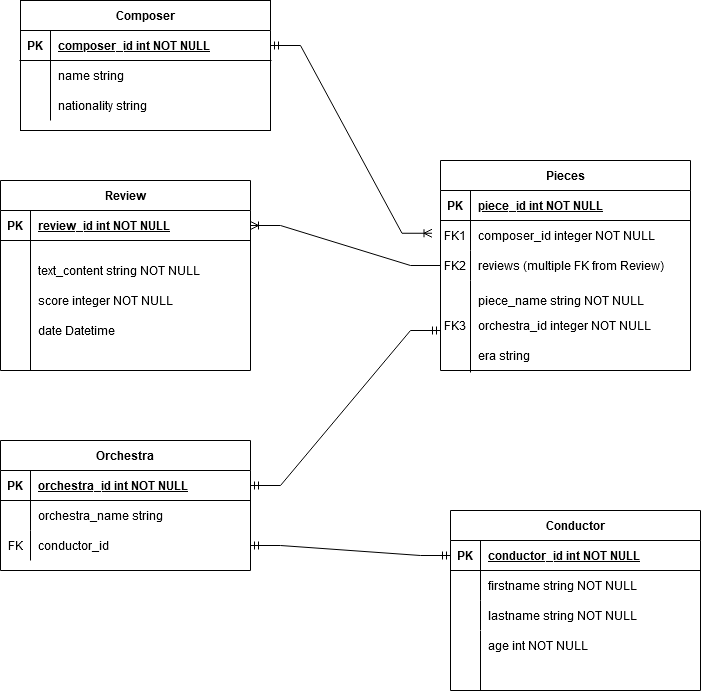 Composer
PK composer_id int NOT NULL
name string
nationality string
Review
PK review_id int NOT NULL
text_content string NOT NULL
score integer NOT NULL
date Datetime
Pieces
PK piece_id int NOT NULL
FK1 composer_id integer NOT NULL
FK2 reviews (multiple FK from Review)
piece_name string NOT NULL
FK3 orchestra_id integer NOT NULL
era string
Orchestra
PK orchestra_id int NOT NULL
orchestra_name string
FK conductor_id
Conductor
PK conductor_id int NOT NULL
firstname string NOT NULL
lastname string NOT NULL
age int NOT NULL